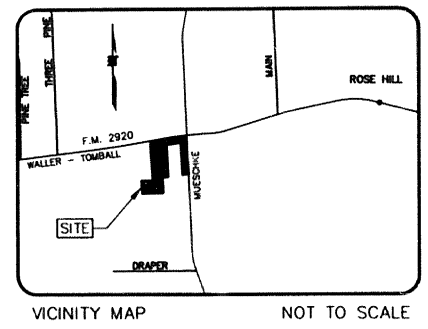 PINE TREE
THREE PINE
MAIN
ROSE HILL
F.M. 2920
WALLER - TOMBALL
MUESCHKE
SITE
DRAPER
VICINITY MAP
NOT TO SCALE